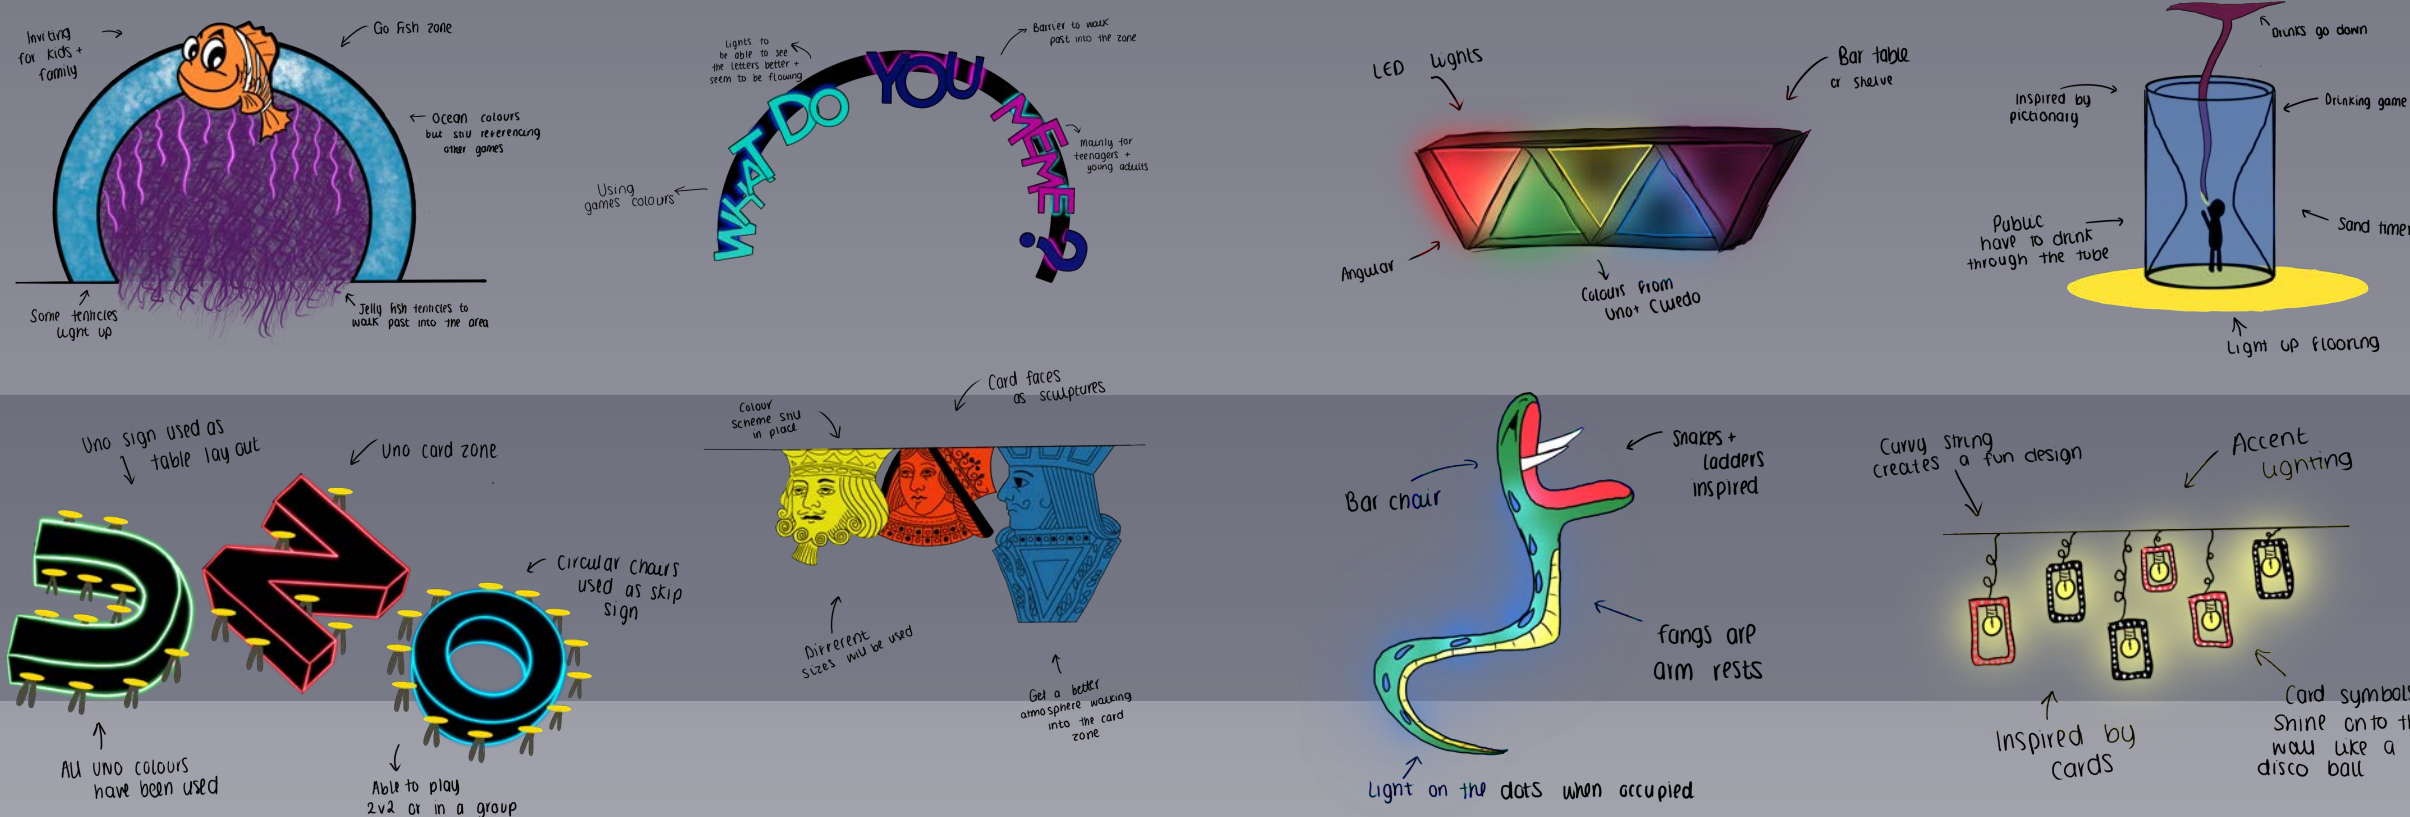 Inviting
for kids +
family
Go Fish zone
Ocean colours
but still reverencing
other games
Some tenticles
light up
Jelly fish tenticles to
walk past into the area
Lights to
be able to see
the letters better +
seem to be flowing
Barrier to walk
past into the zone
WHAT DO YOU MEME ?
Mainly for
teenagers +
young adults
Using
games colours
LED lights
Bar table
or shelve
Angular
Colours from
uno + Cluedo
Drinks go down
Inspired by
pictionary
Drinking game
Public
have to drink
through the tube
Sand timer
Light up flooring
Uno sign used as
table lay out
Uno card zone
UNO
Circular chairs
used as skip
sign
All uno colours
have been used
Able to play
2v2 or in a group
Colour
scheme still
in place
Card faces
as sculptures
Different
sizes will be used
Get a better
atmosphere walking
into the card
zone
Bar chair
Snakes +
ladders
inspired
fangs are
arm rests
Light on the dots when occupied
Curvy string
creates a fun design
Accent
lighting
Inspired by
cards
Card symbols
Shine onto th
wall like a
disco ball